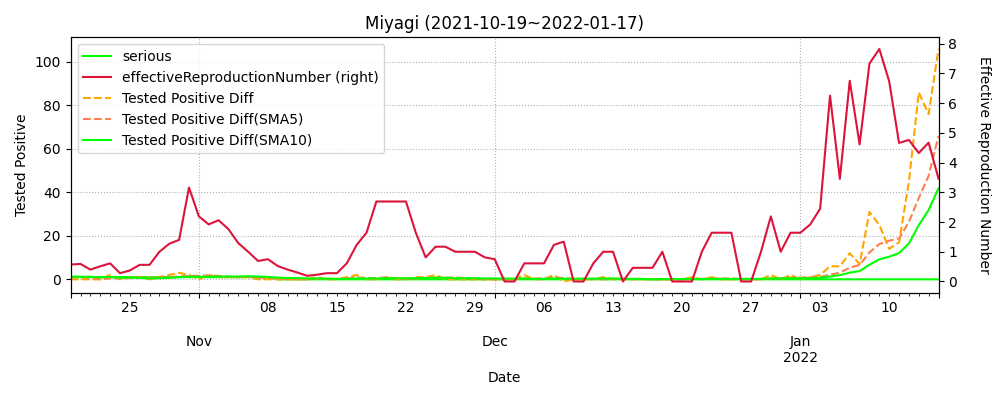 Miyagi (2021-10-19~2022-01-17)
serious
effectiveReproductionNumber (right)
Tested Positive Diff
Tested Positive Diff(SMA5)
Tested Positive Diff(SMA10)
Tested Positive
100
80
60
40
20
0
8
7
6
5
4
3
2
1
0
Effective Reproduction Number
25 08 15 22 29 06 13 20 27 03 10
Nov Dec Jan
2022
Date